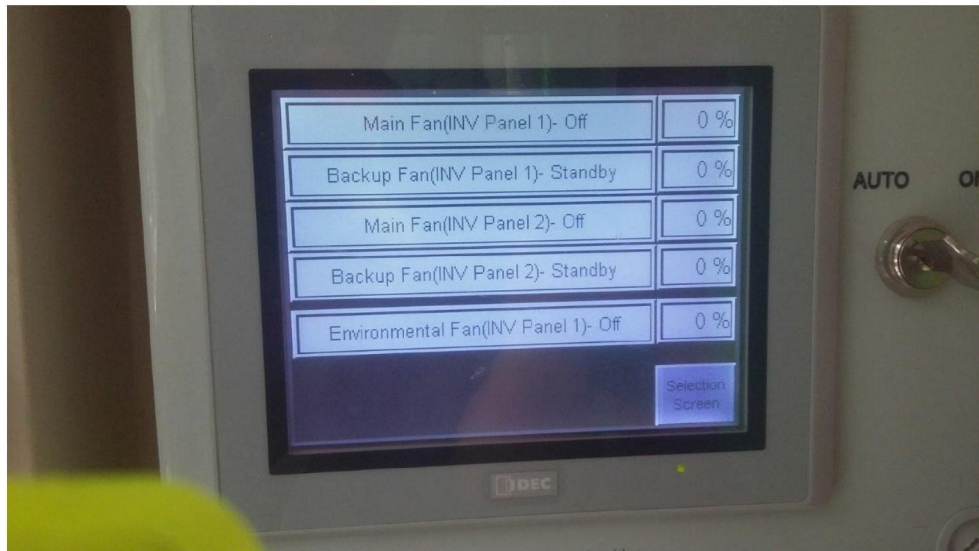 Main Fan(INV Panel 1)- Off 0 %
Backup Fan(INV Panel 1)- Standby 0 %
Main Fan(INV Panel 2)- Off 0 %
Backup Fan(INV Panel 2)- Standby 0 %
Environmental Fan(INV Panel 1)- Off 0 %
Selection
Screen
IDEC
AUTO